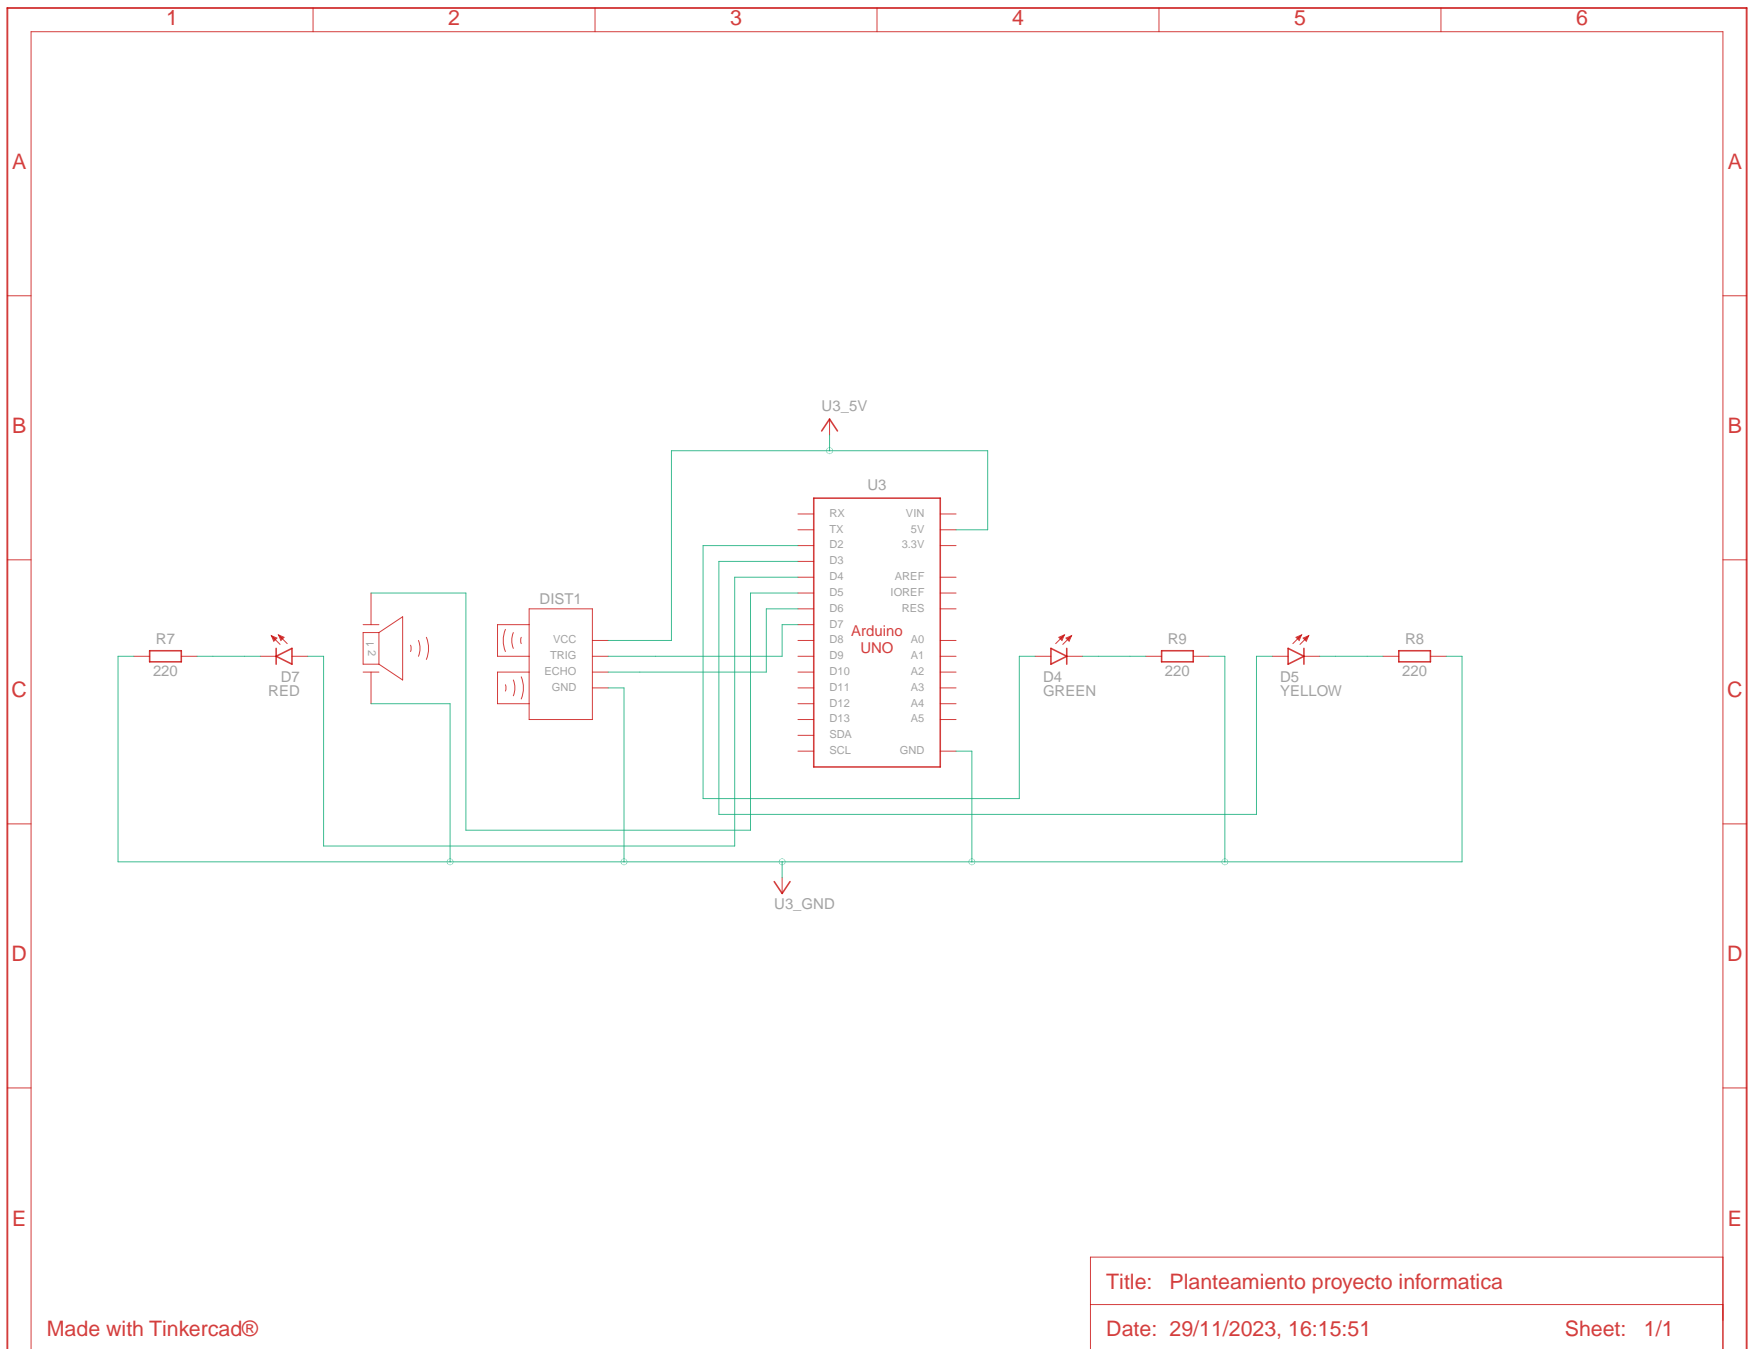 1 2 3 4 5 6
A A
B B
C C
D D
E E
U3_5V
U3
RX VIN
TX 5V
D2 3.3V
D3
D4 AREF
D5 IOREF
D6 RES
D7
D8 A0
D9 A1
D10 A2
D11 A3
D12 A4
D13 A5
SDA
SCL GND
Arduino
UNO
R7
220
D7
RED
1 2
DIST1
VCC
TRIG
ECHO
GND
D4
GREEN
R9
220
D5
YELLOW
R8
220
U3_GND
Title: Planteamiento proyecto informatica
Made with Tinkercad®
Date: 29/11/2023, 16:15:51 Sheet: 1/1